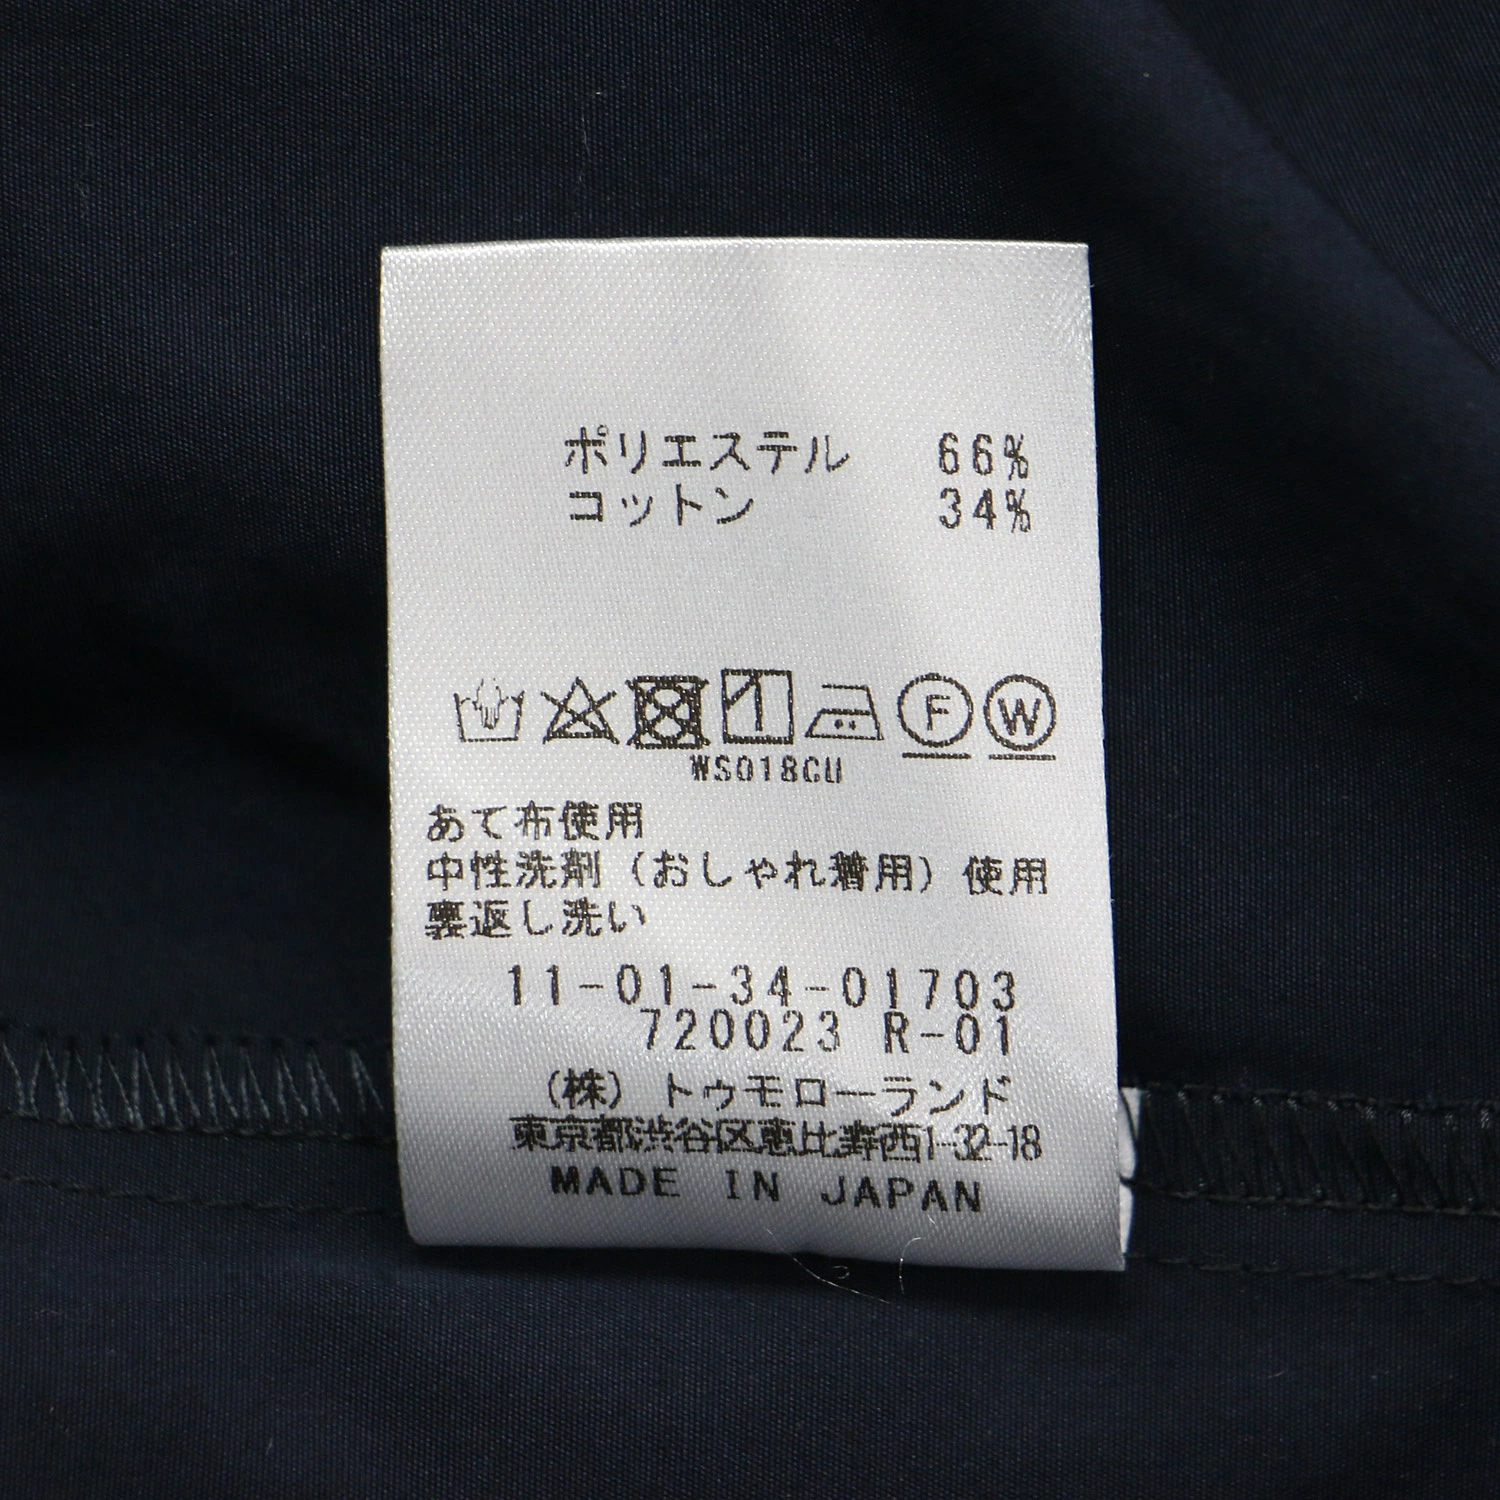 ポリエステル 66%
コットン 34%
F W
WS018CU
あて布使用
中性洗剤（おしゃれ着用）使用
裏返し洗い
11-01-34-01703
720023 R-01
（株）トゥモローランド
東京都渋谷区恵比寿西1-32-18
MADE IN JAPAN